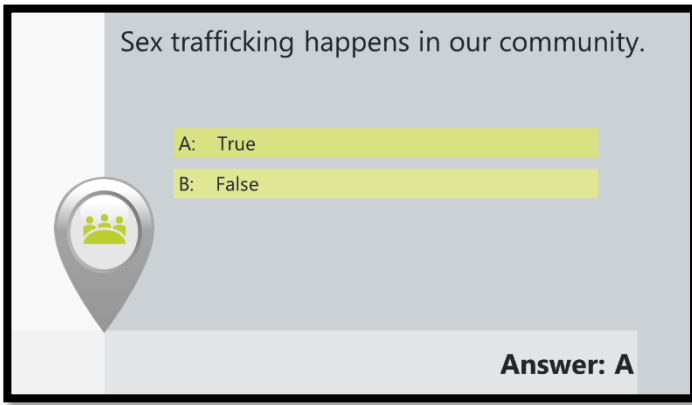 Sex trafficking happens in our community.
A: True
B: False
Answer: A